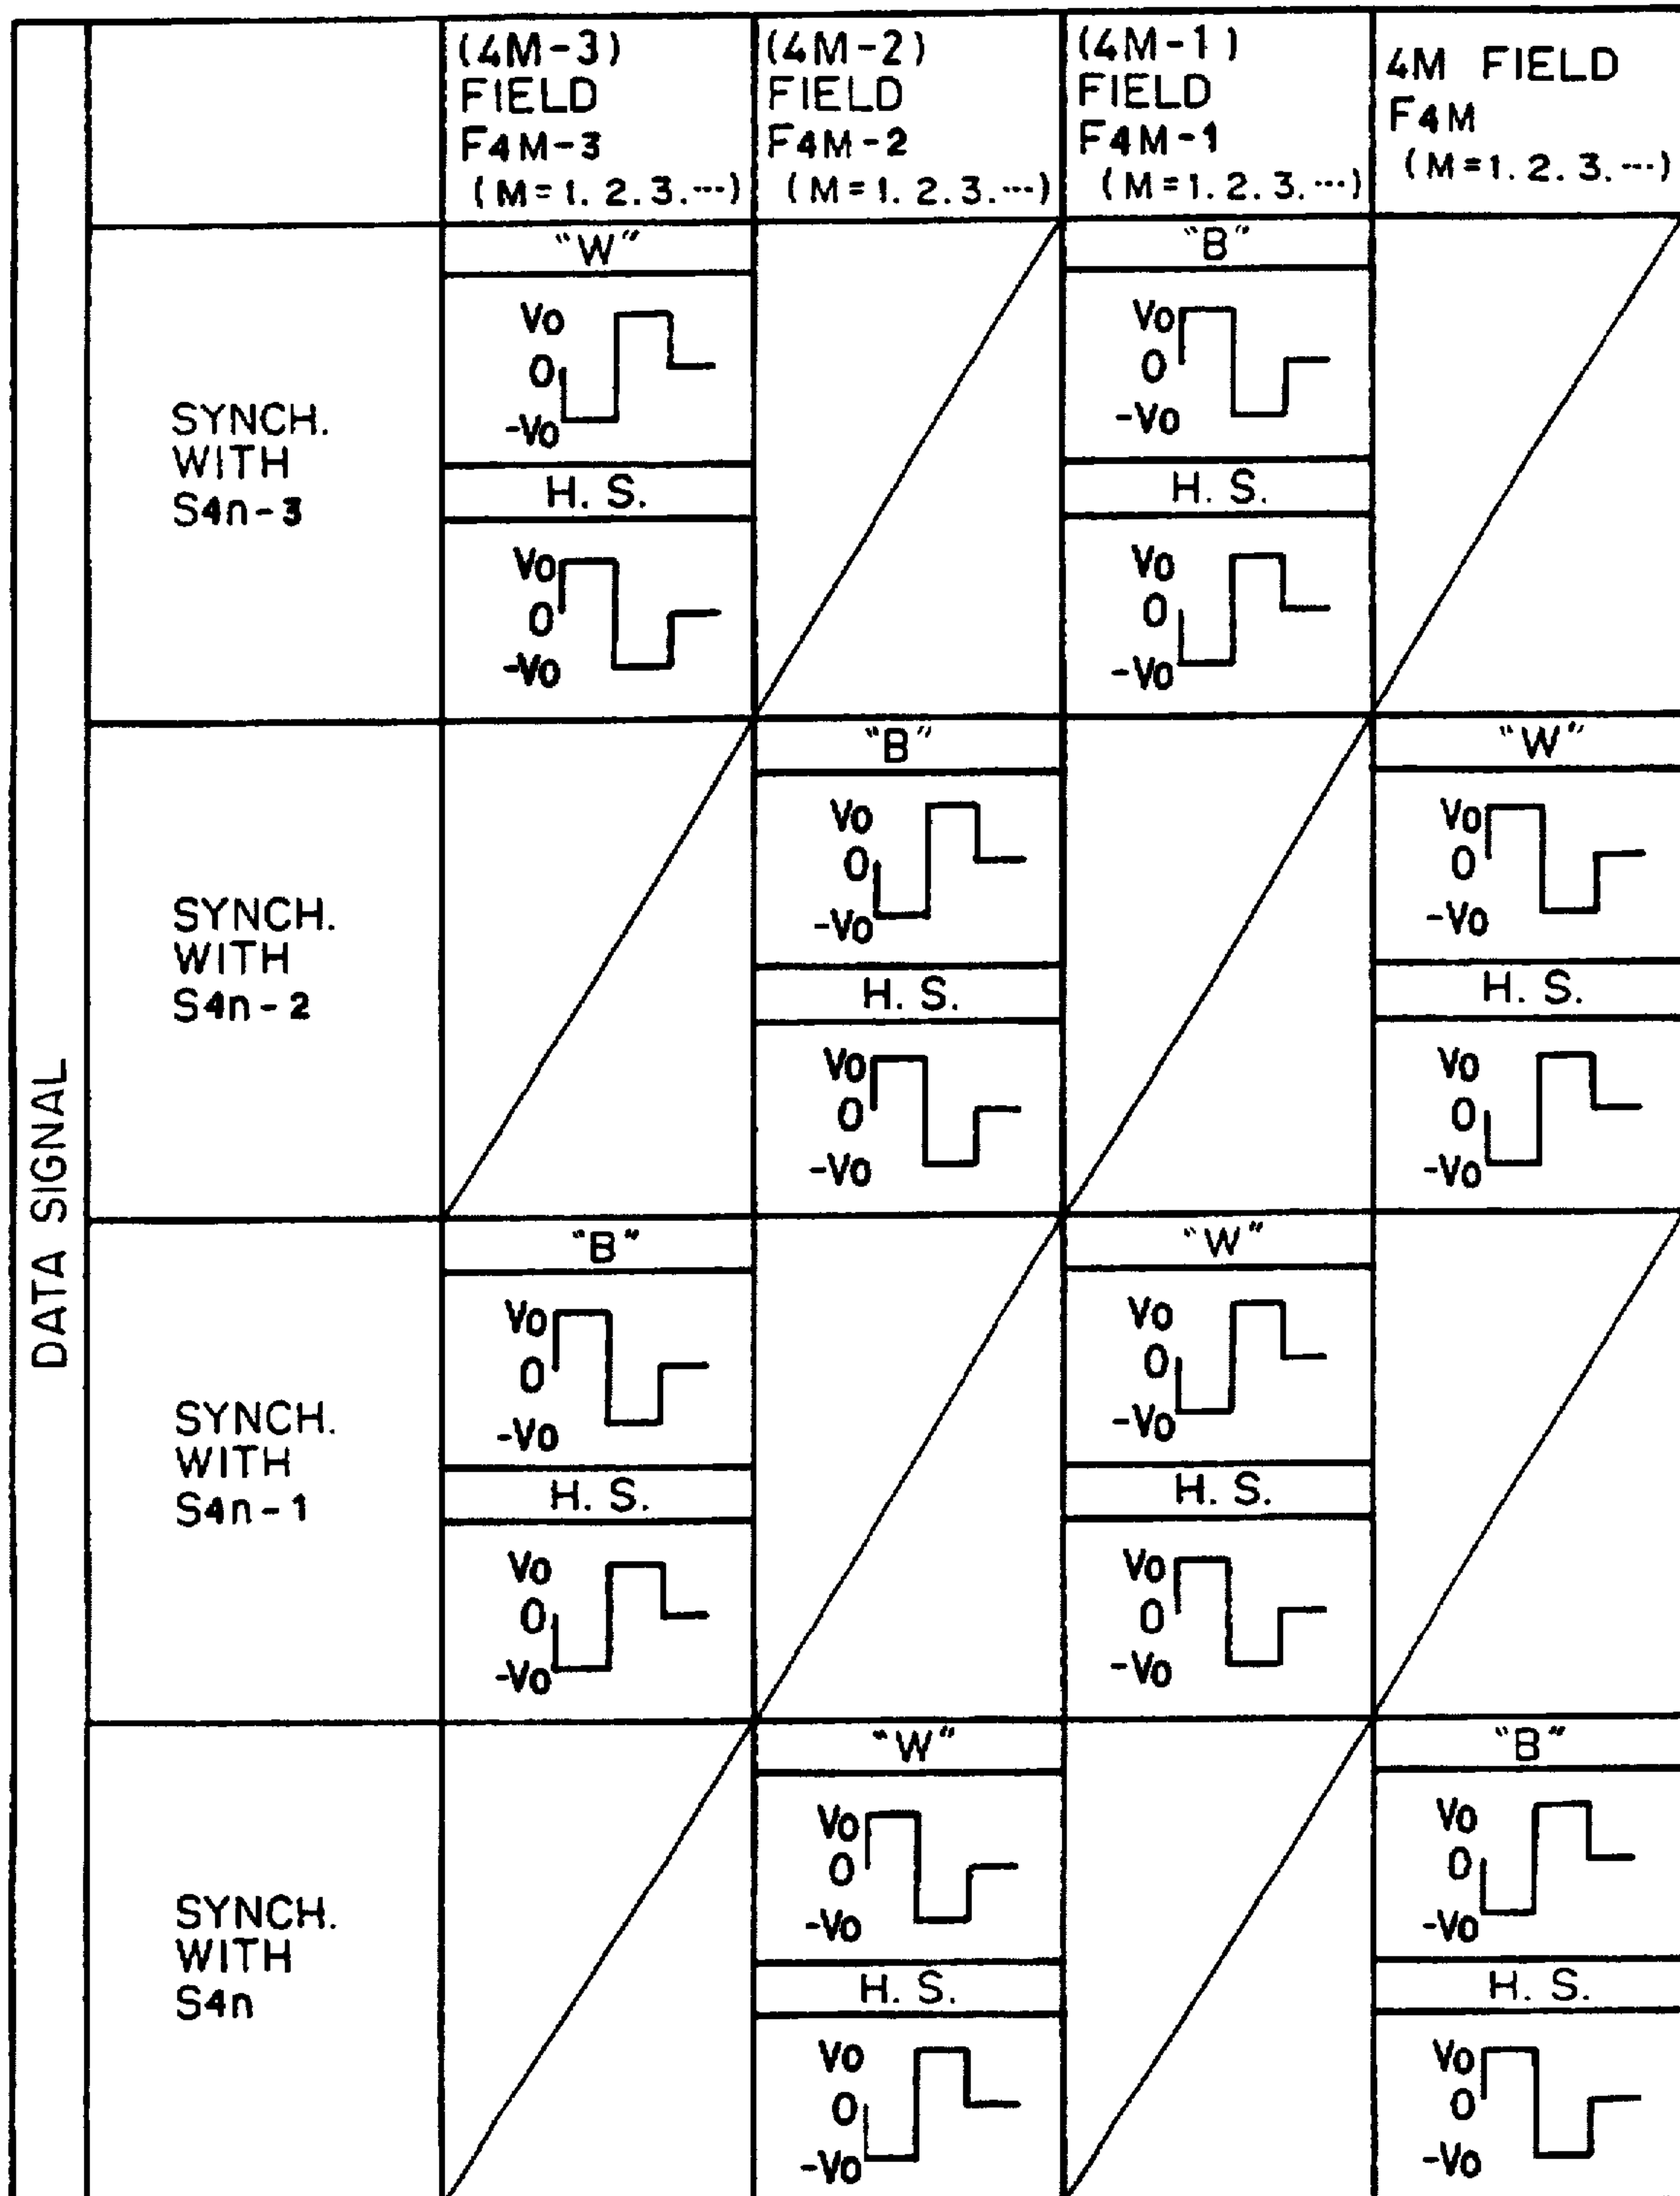 (4M-3)
FIELD
F4M-3
(M=1. 2. 3. ···)
(4M-2)
FIELD
F4M-2
(M=1. 2. 3. ···)
(4M-1)
FIELD
F4M-1
(M=1. 2. 3. ···)
4M FIELD
F4M
(M=1. 2. 3. ···)
DATA SIGNAL
SYNCH.
WITH
S4n-3
"W"
Vo
0
-Vo
H. S.
Vo
0
-Vo
"B"
Vo
0
-Vo
H. S.
Vo
0
-Vo
SYNCH.
WITH
S4n-2
"B"
Vo
0
-Vo
H. S.
Vo
0
-Vo
"W"
Vo
0
-Vo
H. S.
Vo
0
-Vo
SYNCH.
WITH
S4n-1
"B"
Vo
0
-Vo
H. S.
Vo
0
-Vo
"W"
Vo
0
-Vo
H. S.
Vo
0
-Vo
SYNCH.
WITH
S4n
"W"
Vo
0
-Vo
H. S.
Vo
0
-Vo
"B"
Vo
0
-Vo
H. S.
Vo
0
-Vo